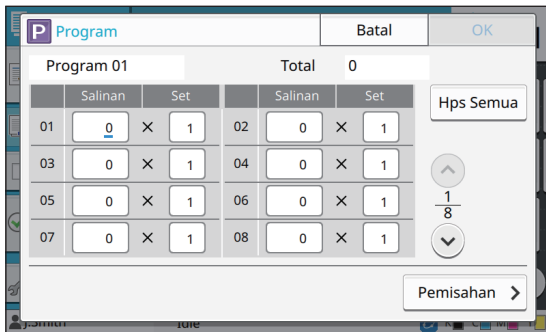 P Program Batal OK
Program 01 Total 0
Salinan Set Salinan Set Hps Semua
01 0 × 1 02 0 × 1
03 0 × 1 04 0 × 1
05 0 × 1 06 0 × 1
1
8
07 0 × 1 08 0 × 1
Pemisahan
J.Smith Idle K C M Y